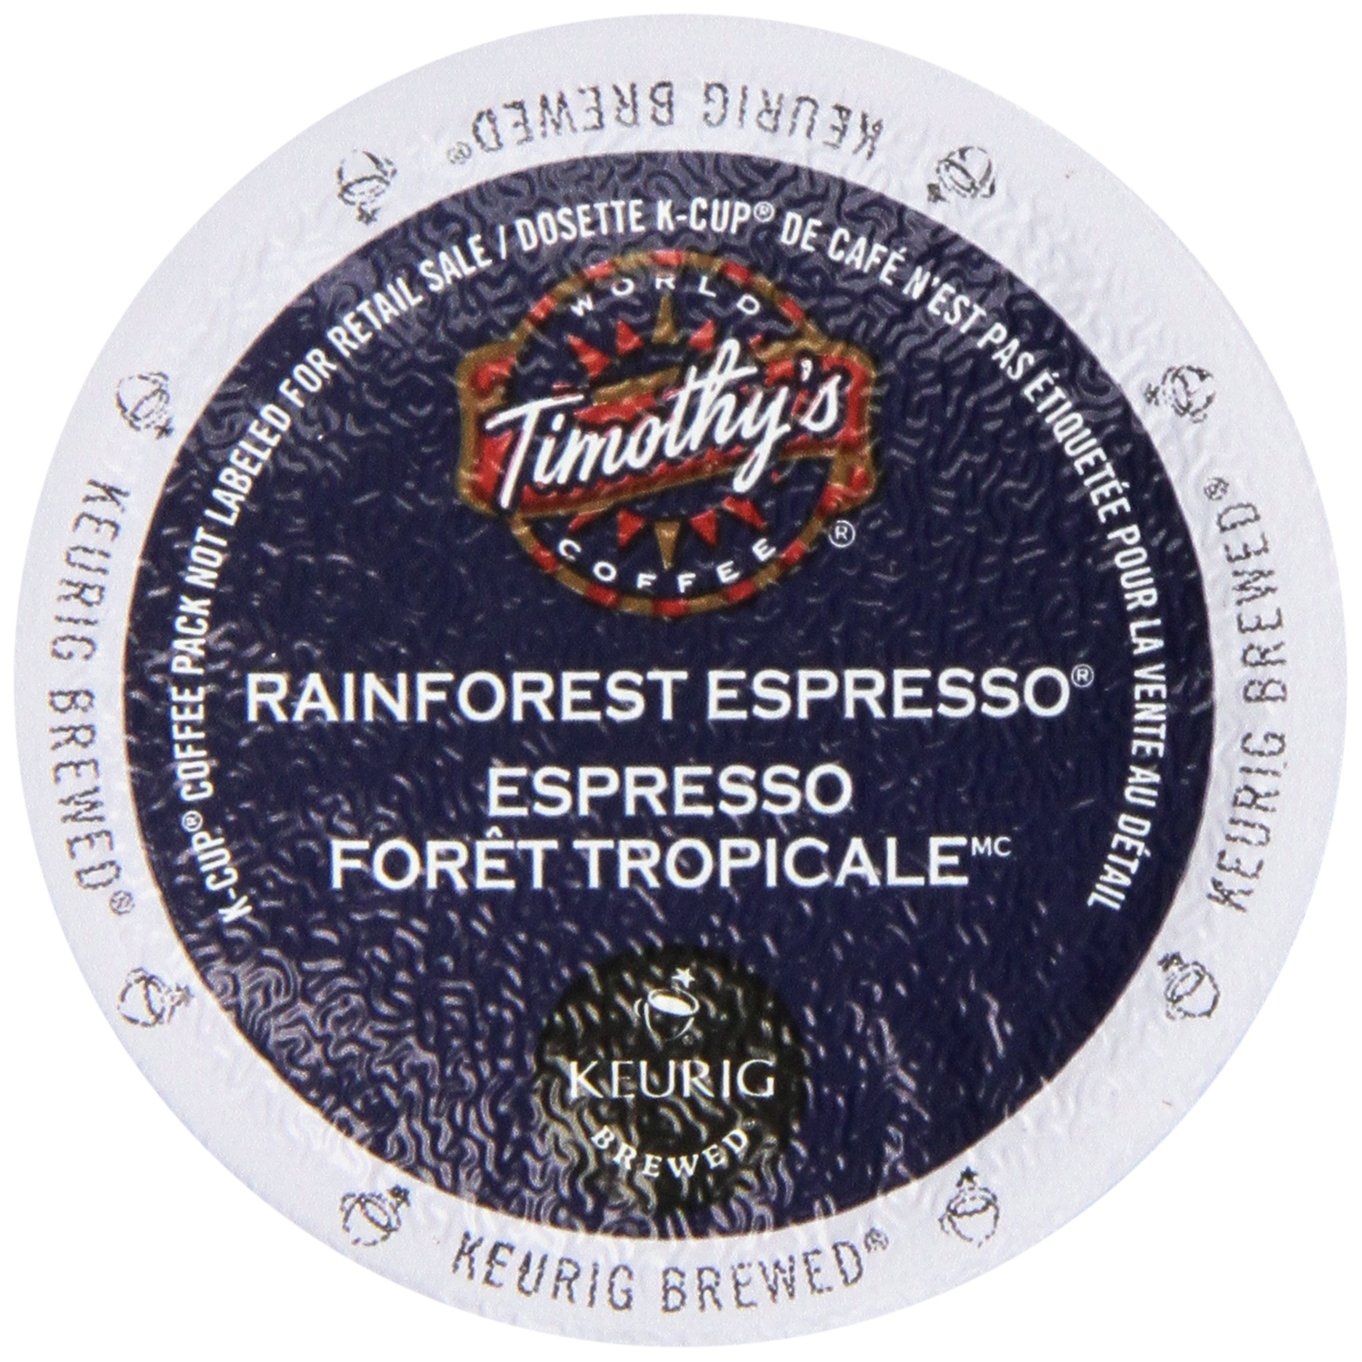 KEURIG BREWED®
K-CUP® COFFEE PACK NOT LABELED FOR RETAIL SALE / DOSETTE K-CUP® DE CAFÉ N'EST PAS ÉTIQUETÉE POUR LA VENTE AU DÉTAIL
WORLD
Timothy's
COFFEE ®
RAINFOREST ESPRESSO®
ESPRESSO
FORÊT TROPICALE MC
KEURIG
BREWED
KEURIG BREWED®
KEURIG BREWED®
KEURIG BREWED®